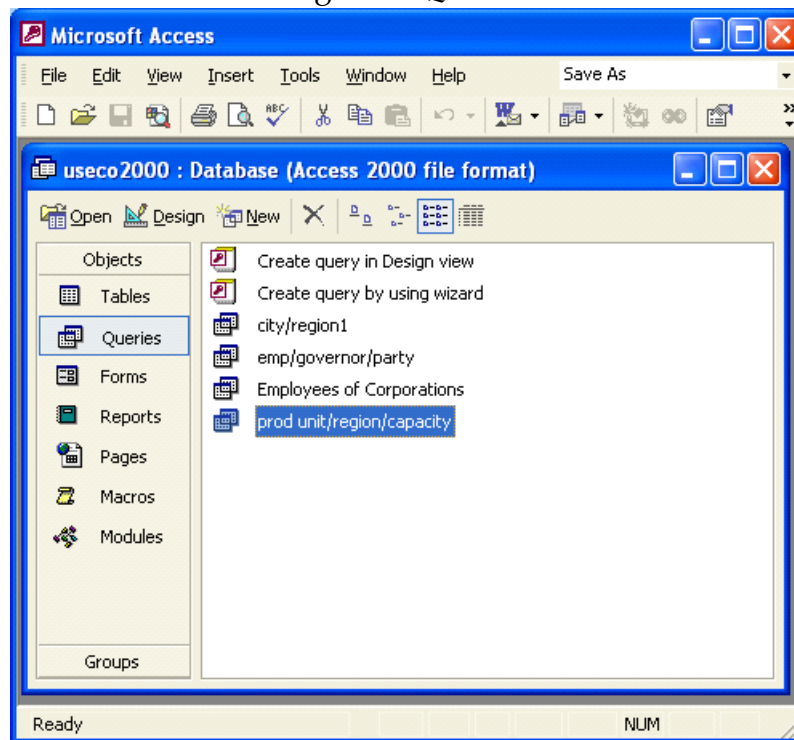 Microsoft Access
File Edit View Insert Tools Window Help Save As
ABC W
useco2000 : Database (Access 2000 file format)
Open Design New
Objects
Tables
Queries
Forms
Reports
Pages
Macros
Modules
Groups
Create query in Design view
Create query by using wizard
city/region1
emp/governor/party
Employees of Corporations
prod unit/region/capacity
Ready NUM